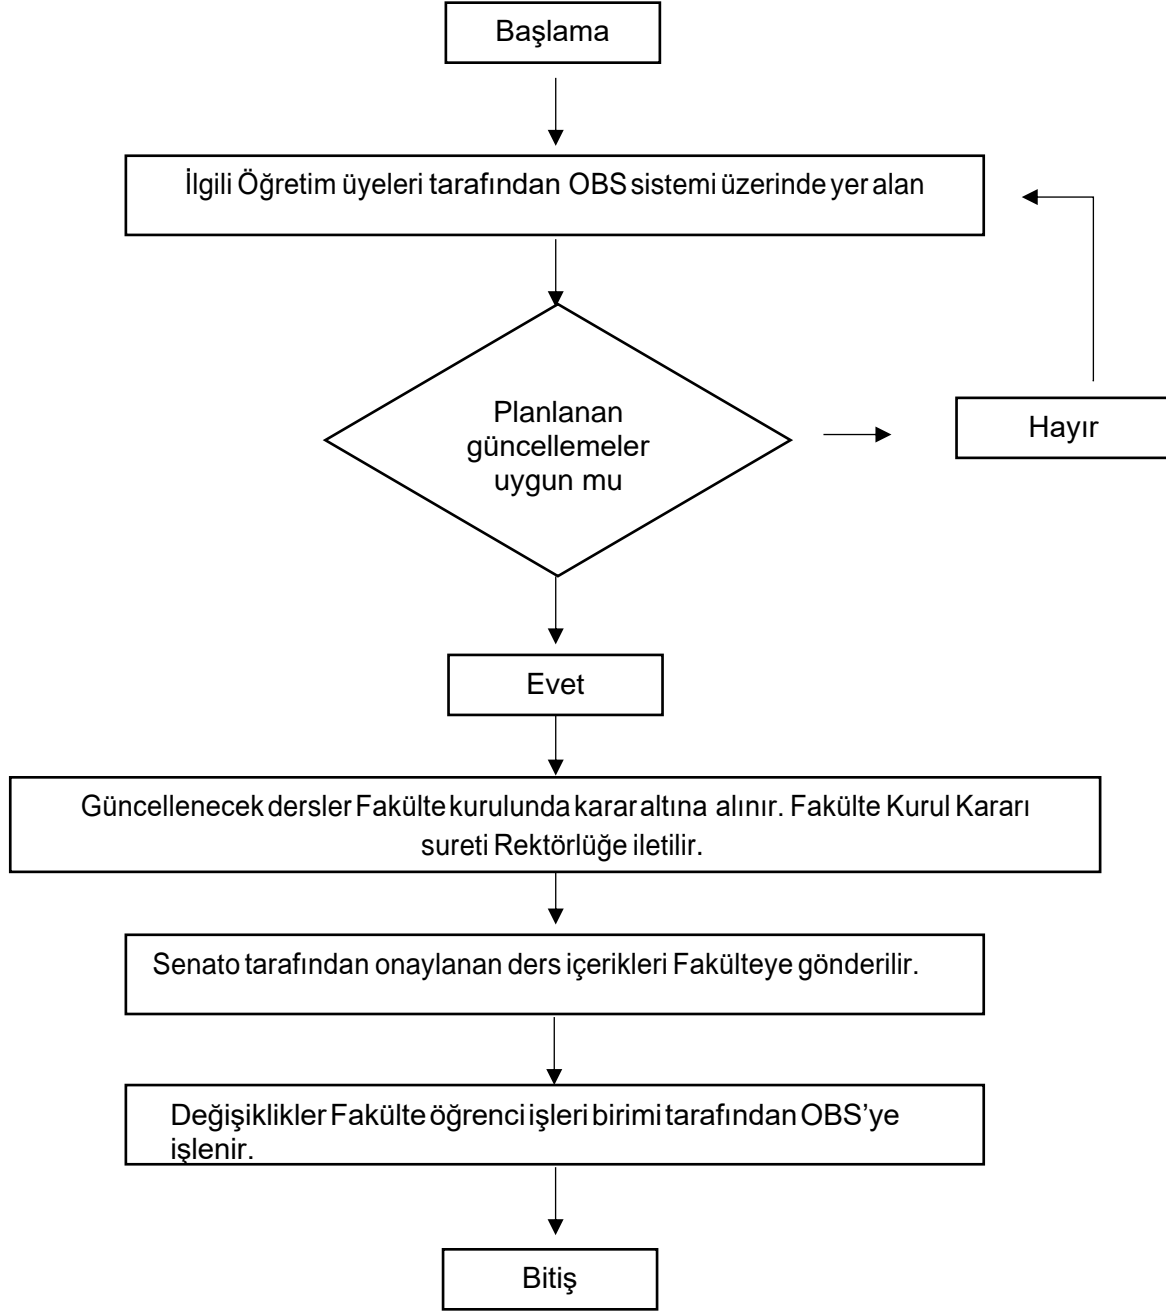 Başlama
İlgili Öğretim üyeleri tarafından OBS sistemi üzerinde yer alan
Planlanan
güncellemeler
uygun mu
Hayır
Evet
Güncellenecek dersler Fakülte kurulunda karar altına alınır. Fakülte Kurul Kararı
sureti Rektörlüğe iletilir.
Senato tarafından onaylanan ders içerikleri Fakülteye gönderilir.
Değişiklikler Fakülte öğrenci işleri birimi tarafından OBS’ye
işlenir.
Bitiş